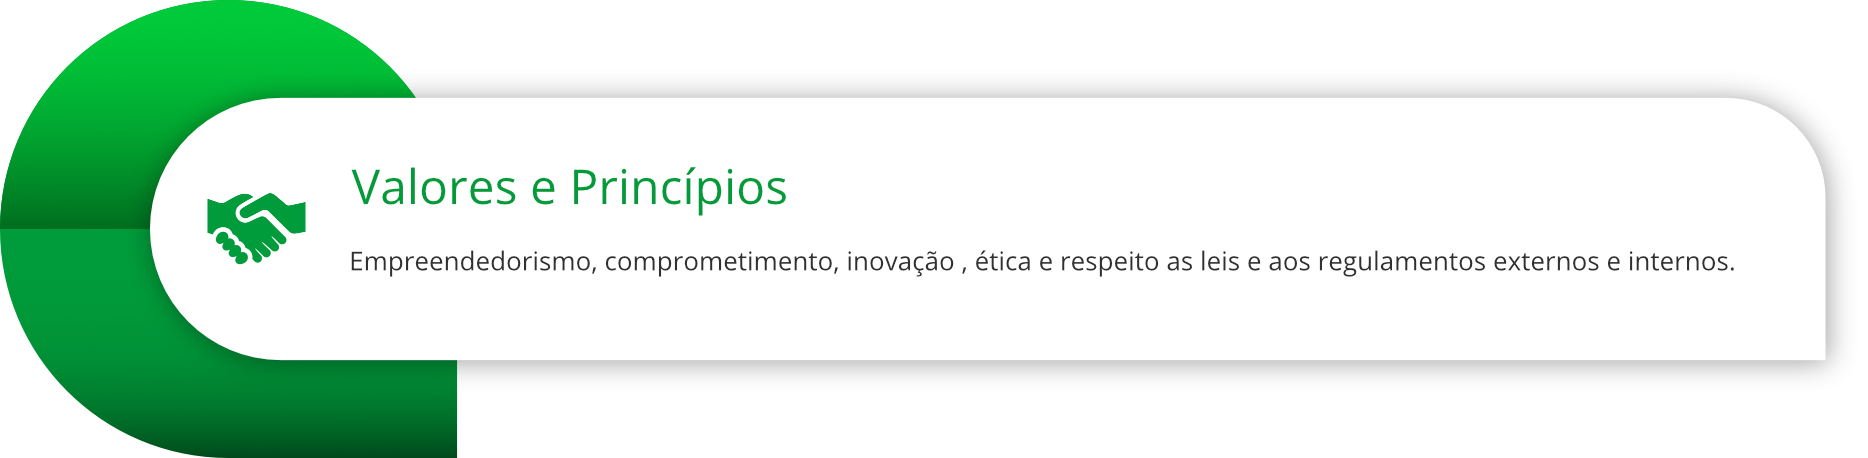 Valores e Princípios
Empreendedorismo, comprometimento, inovação , ética e respeito as leis e aos regulamentos externos e internos.